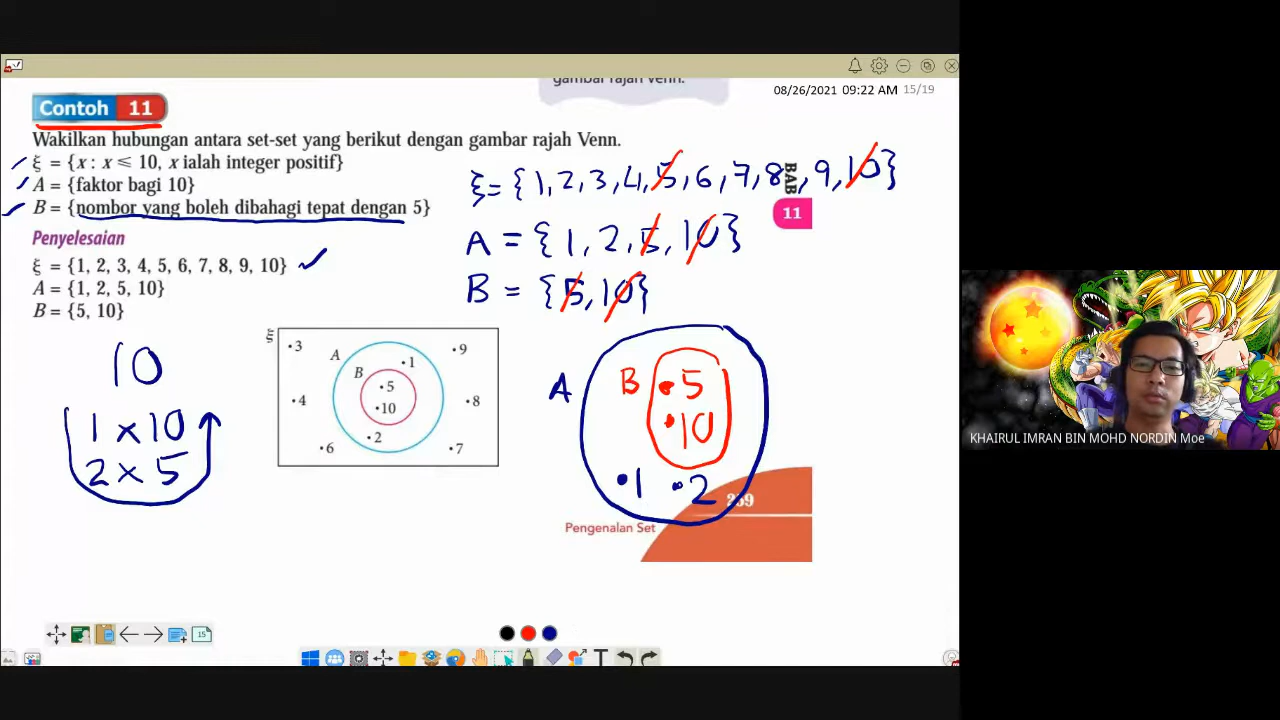 gambar rajah Venn.
08/26/2021 09:22 AM 15/19
Contoh 11
Wakilkan hubungan antara set-set yang berikut dengan gambar rajah Venn.
ξ = {x : x ⩽ 10, x ialah integer positif}
A = {faktor bagi 10}
B = {nombor yang boleh dibahagi tepat dengan 5}
Penyelesaian
ξ = {1, 2, 3, 4, 5, 6, 7, 8, 9, 10}
A = {1, 2, 5, 10}
B = {5, 10}
ξ = {1, 2, 3, 4, 5, 6, 7, 8, 9, 10}
A = {1, 2, 5, 10}
B = {5, 10}
BAB
11
10
1 × 10
2 × 5
ξ
•3
A
•1
•9
B
•5
•4
•10
•8
•2
•6
•7
A
B
•5
•10
•1 •2
259
Pengenalan Set
15
T
KHAIRUL IMRAN BIN MOHD NORDIN Moe